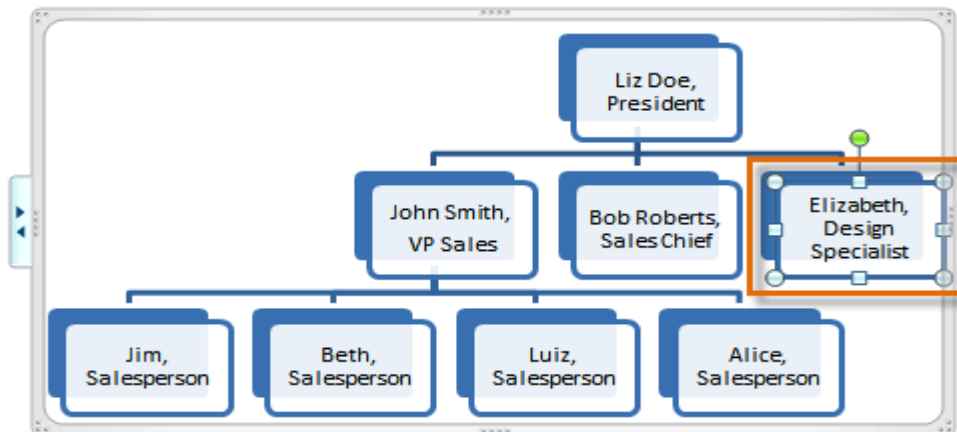 Liz Doe,
President
John Smith,
VP Sales
Bob Roberts,
Sales Chief
Elizabeth,
Design
Specialist
Jim,
Salesperson
Beth,
Salesperson
Luiz,
Salesperson
Alice,
Salesperson